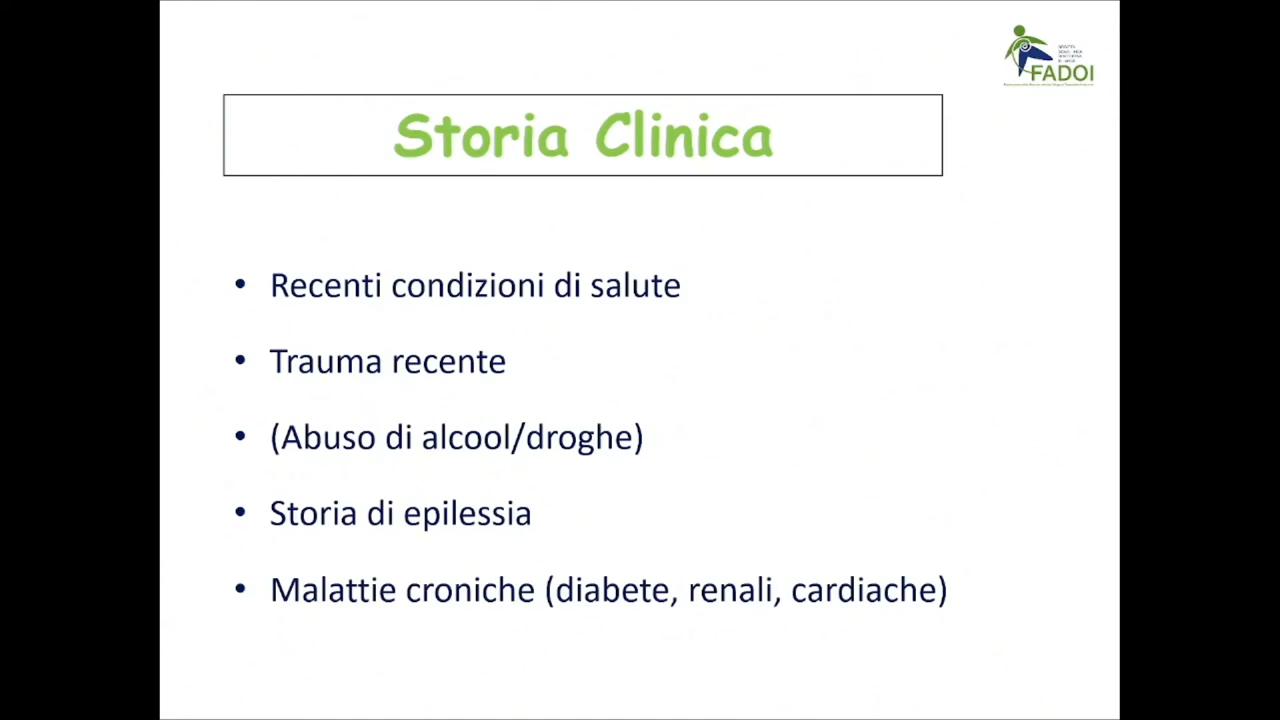 FADOI
Storia Clinica
• Recenti condizioni di salute
• Trauma recente
• (Abuso di alcool/droghe)
• Storia di epilessia
• Malattie croniche (diabete, renali, cardiache)